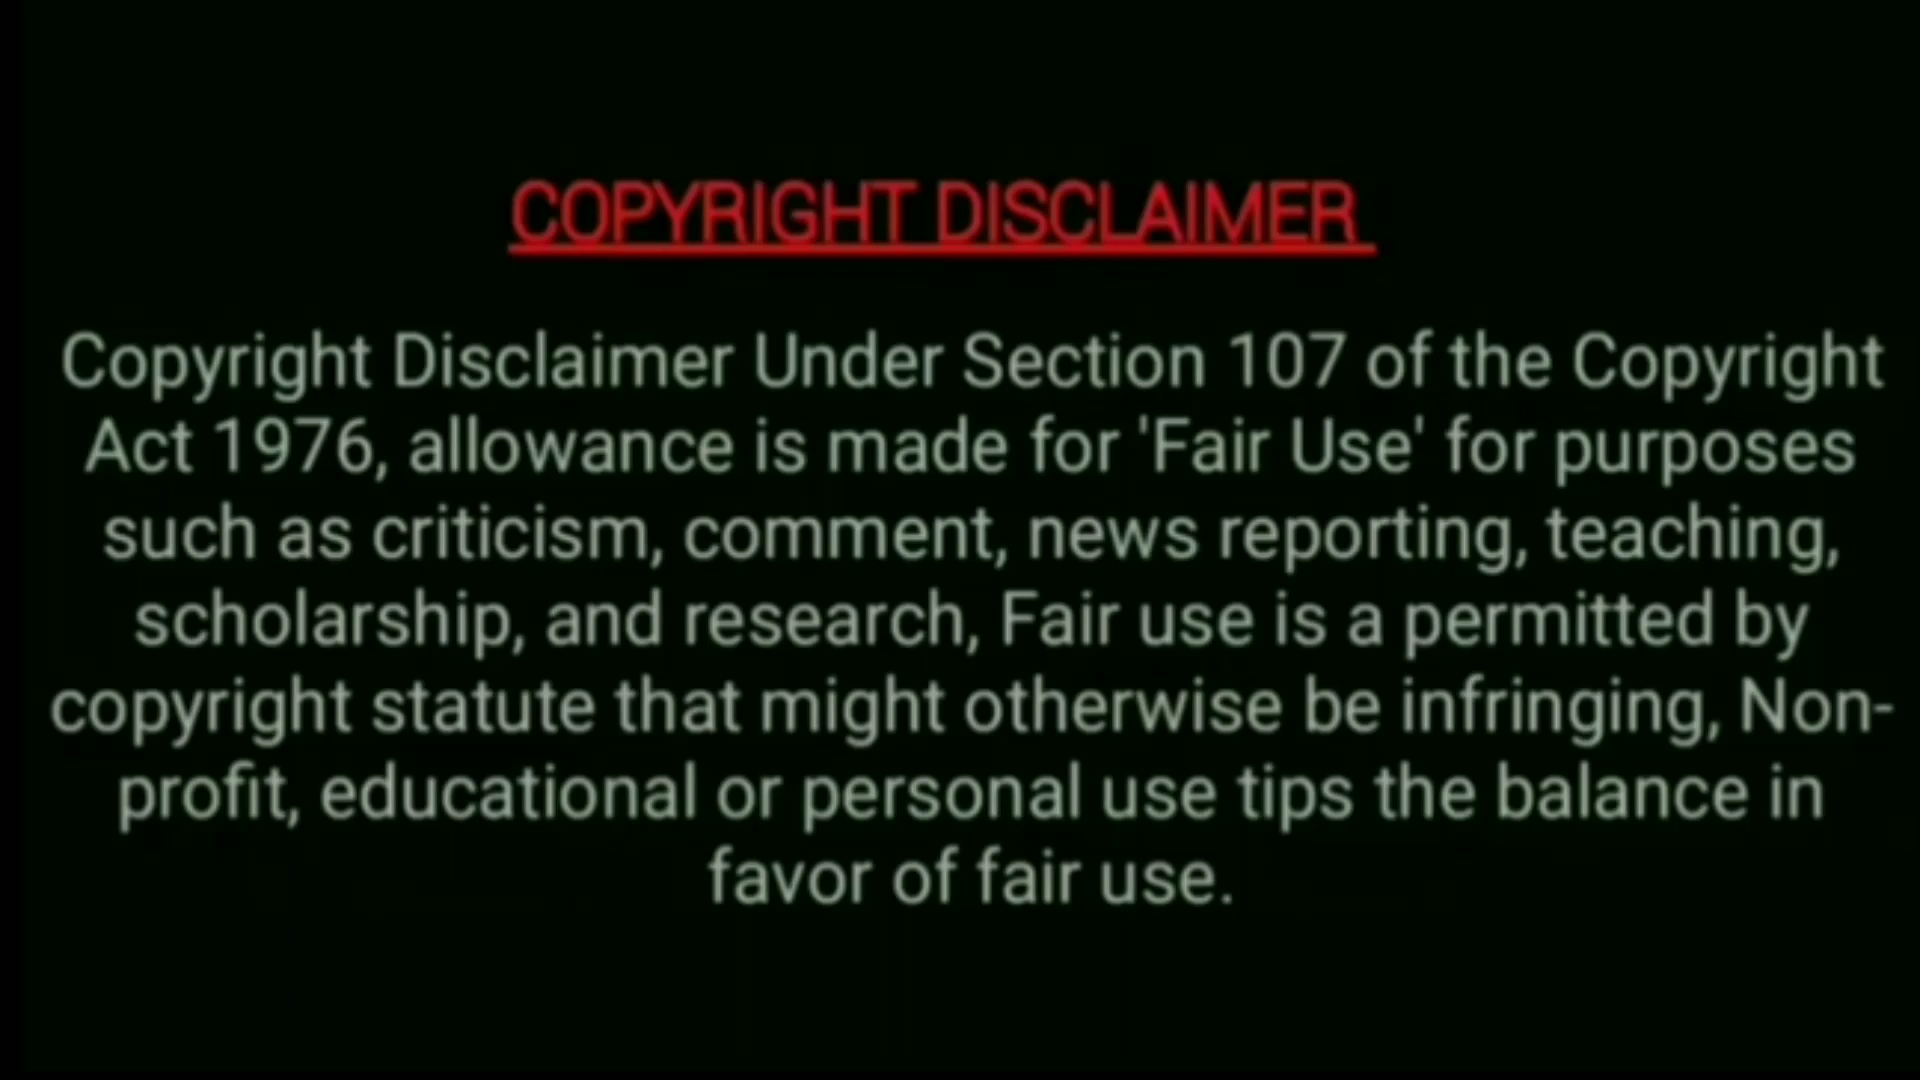 COPYRIGHT DISCLAIMER
Copyright Disclaimer Under Section 107 of the Copyright
Act 1976, allowance is made for 'Fair Use' for purposes
such as criticism, comment, news reporting, teaching,
scholarship, and research, Fair use is a permitted by
copyright statute that might otherwise be infringing, Non-
profit, educational or personal use tips the balance in
favor of fair use.